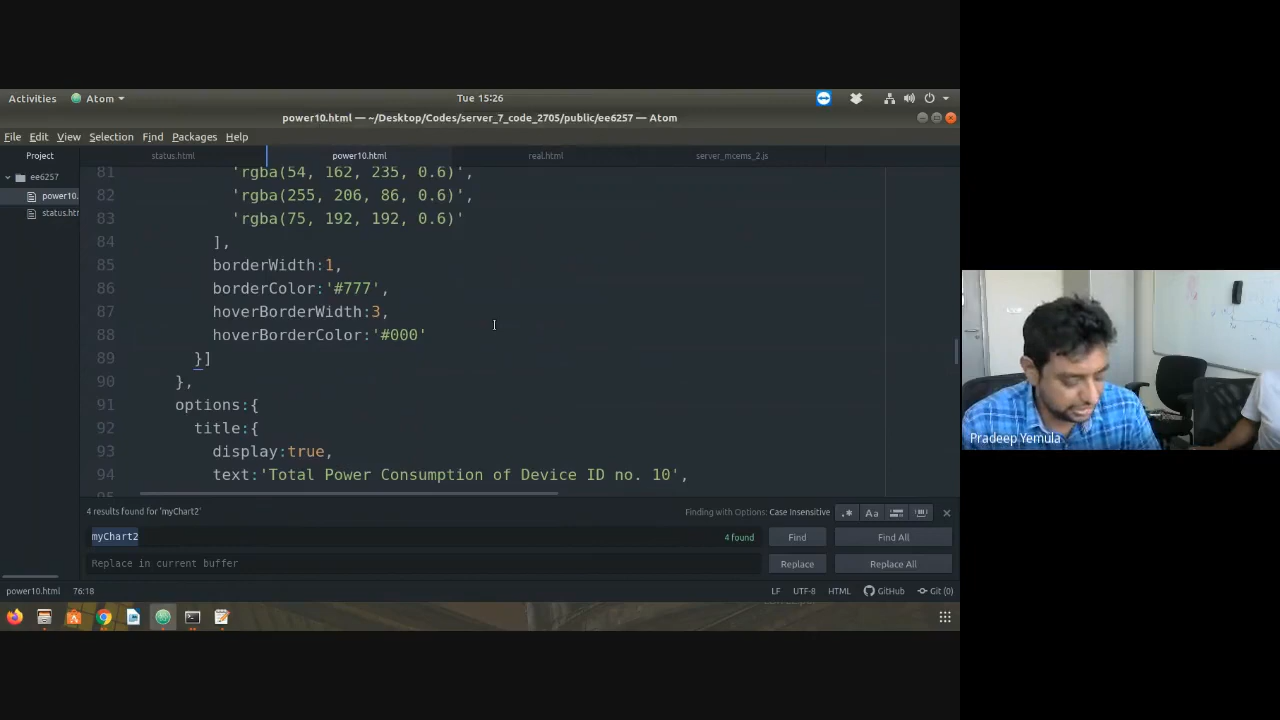 Activities Atom Tue 15:26
power10.html — ~/Desktop/Codes/server_7_code_2705/public/ee6257 — Atom
File Edit View Selection Find Packages Help
Project status.html power10.html real.html server_mcems_2.js
ee6257
power10.
status.htr
81 'rgba(54, 162, 235, 0.6)',
82 'rgba(255, 206, 86, 0.6)',
83 'rgba(75, 192, 192, 0.6)'
84 ],
85 borderWidth:1,
86 borderColor:'#777',
87 hoverBorderWidth:3,
88 hoverBorderColor:'#000'
89 }]
90 },
91 options:{
92 title:{
93 display:true,
94 text:'Total Power Consumption of Device ID no. 10',
4 results found for 'myChart2' Finding with Options: Case Insensitive .* Aa
myChart2 4 found Find Find All
Replace in current buffer Replace Replace All
power10.html 76:18 LF UTF-8 HTML GitHub Git (0)
Pradeep Yemula